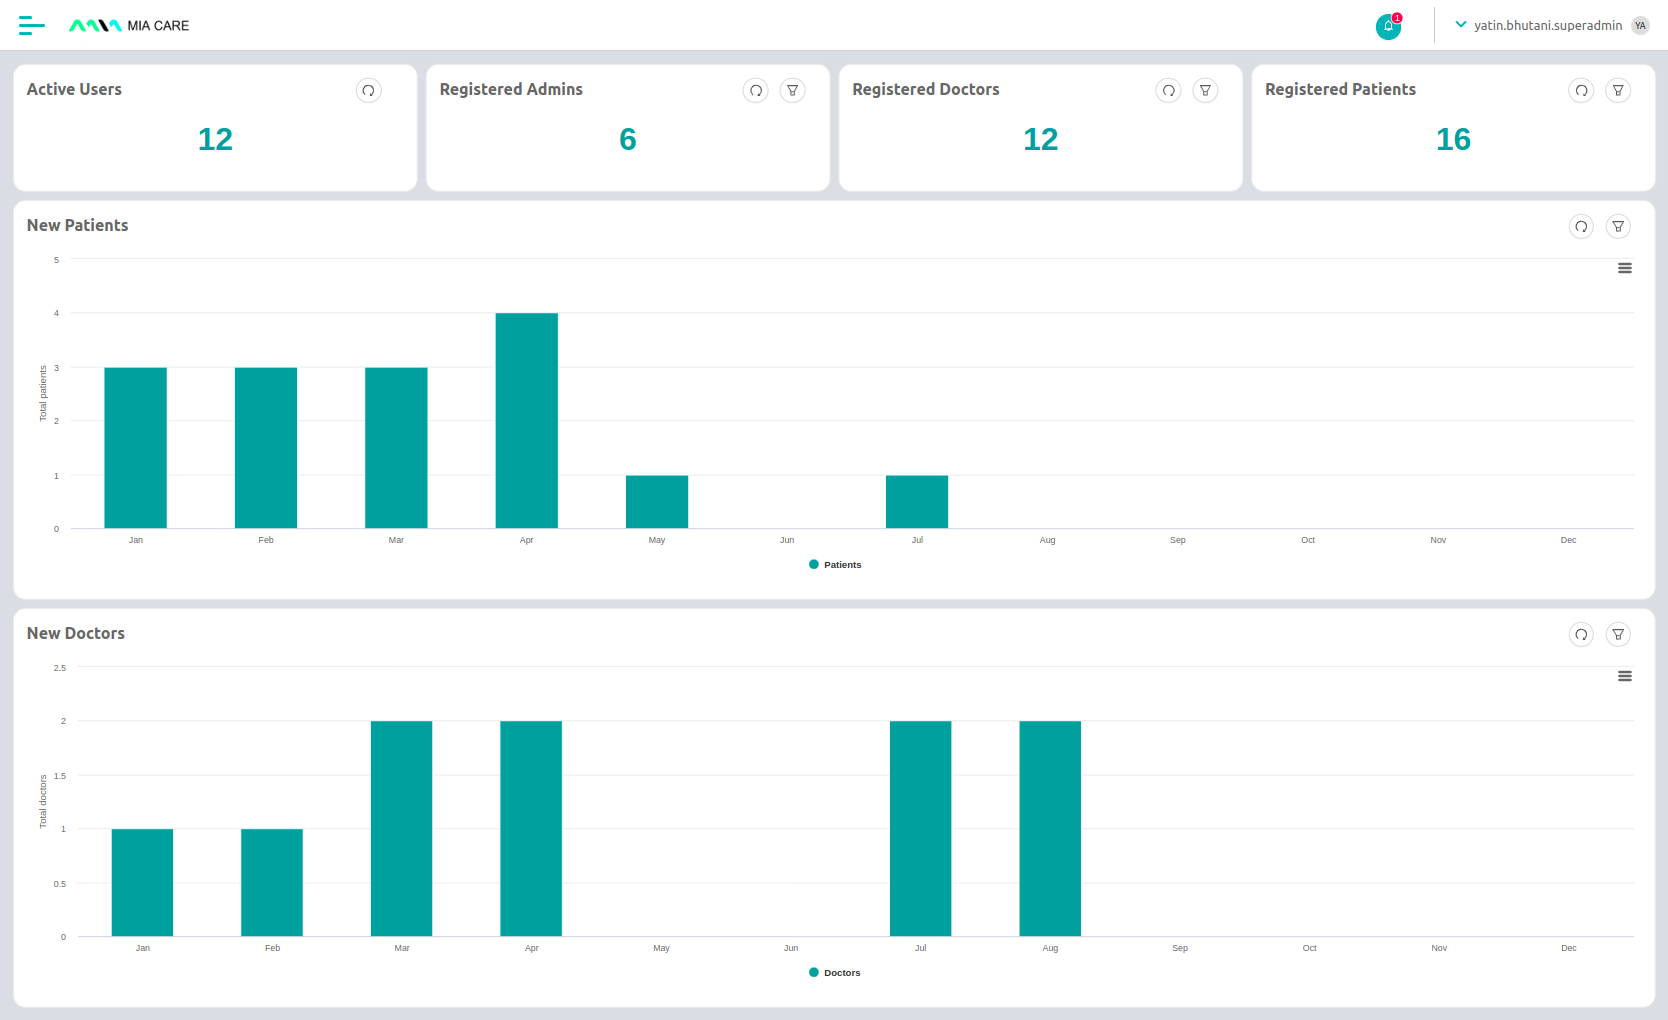 MIA CARE
1
yatin.bhutani.superadmin
YA
Active Users
12
Registered Admins
6
Registered Doctors
12
Registered Patients
16
New Patients
5
4
3
2
1
0
Total patients
Jan Feb Mar Apr May Jun Jul Aug Sep Oct Nov Dec
Patients
New Doctors
2.5
2
1.5
1
0.5
0
Total doctors
Jan Feb Mar Apr May Jun Jul Aug Sep Oct Nov Dec
Doctors